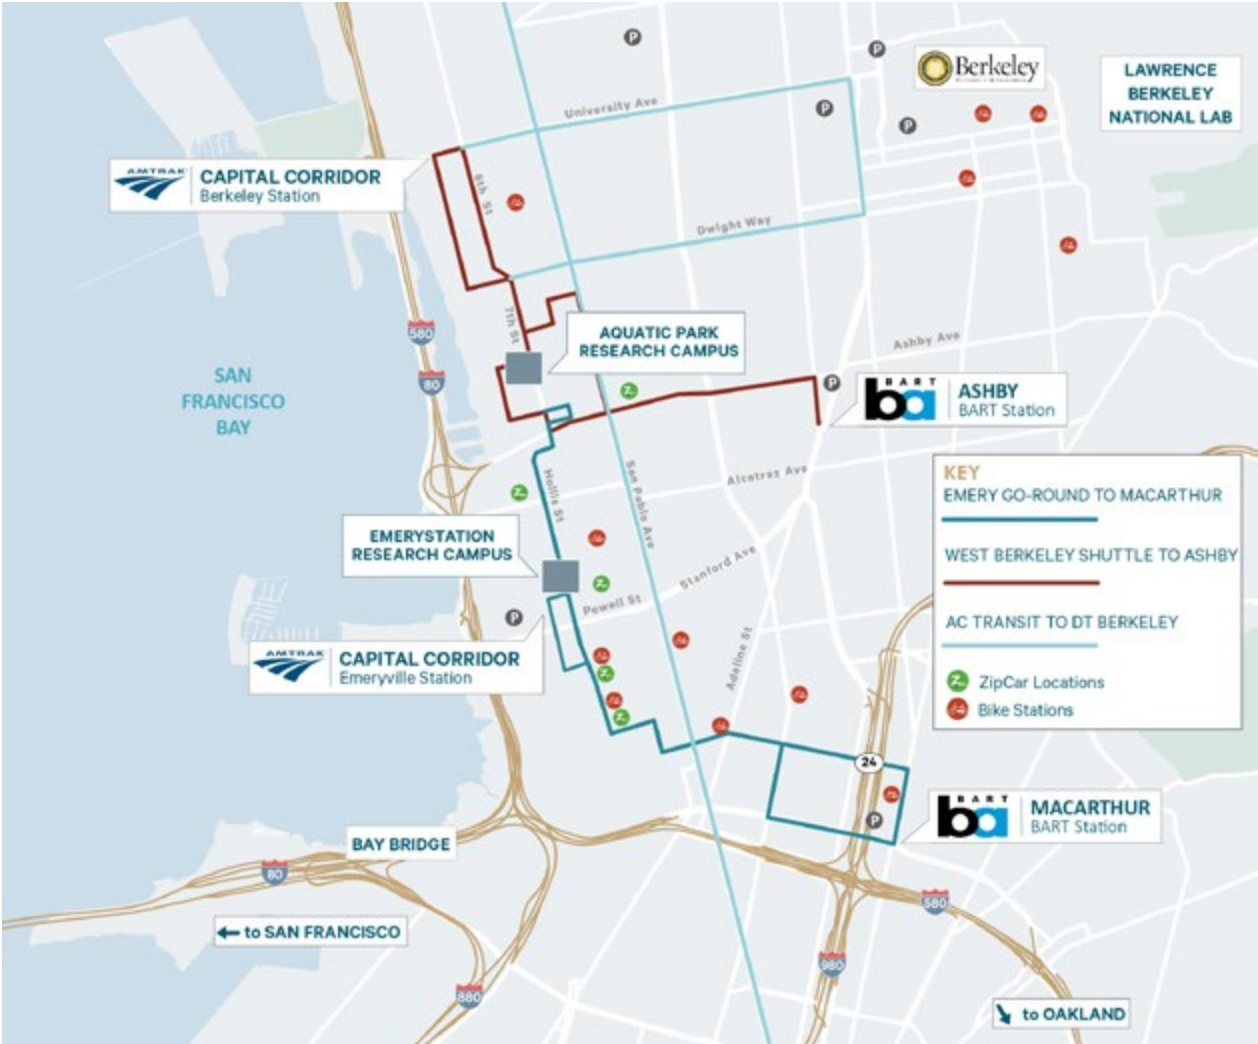 P
P
Berkeley
LAWRENCE
BERKELEY
NATIONAL LAB
University Ave
P
P
AMTRAK
CAPITAL CORRIDOR
Berkeley Station
6th St
Dwight Way
7th St
580
AQUATIC PARK
RESEARCH CAMPUS
Ashby Ave
80
SAN
FRANCISCO
BAY
P
BART
ba
ASHBY
BART Station
Hollis St
San Pablo Ave
Alcatraz Ave
KEY
EMERY GO-ROUND TO MACARTHUR
WEST BERKELEY SHUTTLE TO ASHBY
AC TRANSIT TO DT BERKELEY
ZipCar Locations
Bike Stations
EMERYSTATION
RESEARCH CAMPUS
Stanford Ave
Powell St
P
AMTRAK
CAPITAL CORRIDOR
Emeryville Station
Adeline St
24
P
BART
ba
MACARTHUR
BART Station
BAY BRIDGE
80
580
to SAN FRANCISCO
980
880
to OAKLAND